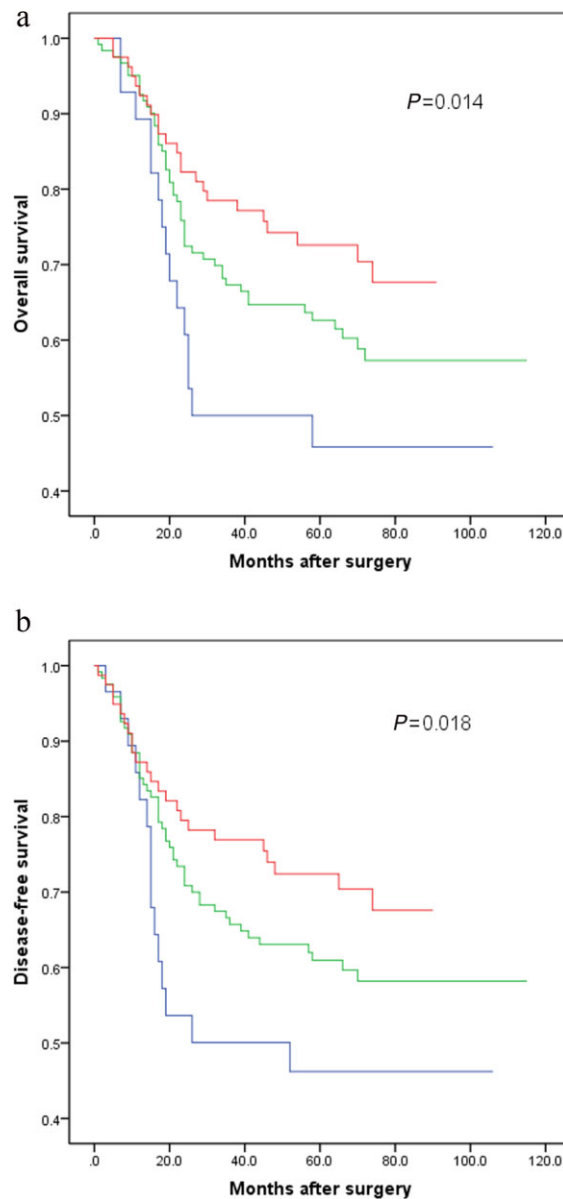 a
1.0
0.9
0.8
0.7
0.6
0.5
0.4
Overall survival
P=0.014
.0 20.0 40.0 60.0 80.0 100.0 120.0
Months after surgery
b
1.0
0.9
0.8
0.7
0.6
0.5
0.4
Disease-free survival
P=0.018
.0 20.0 40.0 60.0 80.0 100.0 120.0
Months after surgery